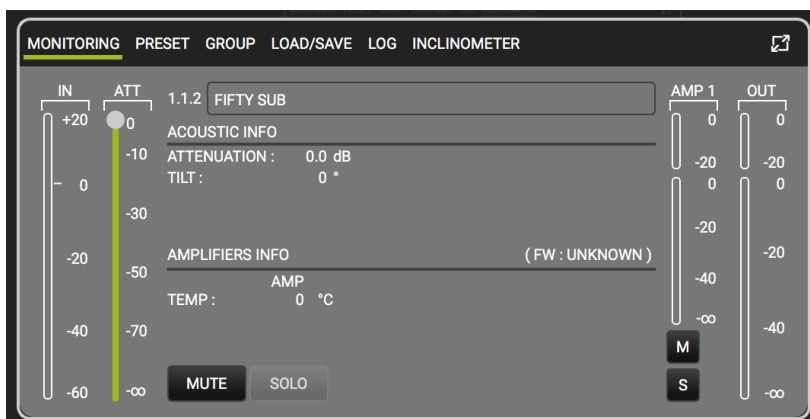 MONITORING PRESET GROUP LOAD/SAVE LOG INCLINOMETER
IN ATT 1.1.2 FIFTY SUB AMP 1 OUT
+20 0 0 0
ACOUSTIC INFO
-10 ATTENUATION : 0.0 dB -20 -20
0 TILT : 0 ° 0 0
-30
-20
-20 AMPLIFIERS INFO ( FW : UNKNOWN ) -20
-50 AMP -40
TEMP : 0 °C
-∞
-40 -70 -40
M
MUTE SOLO S
-60 -∞ -∞